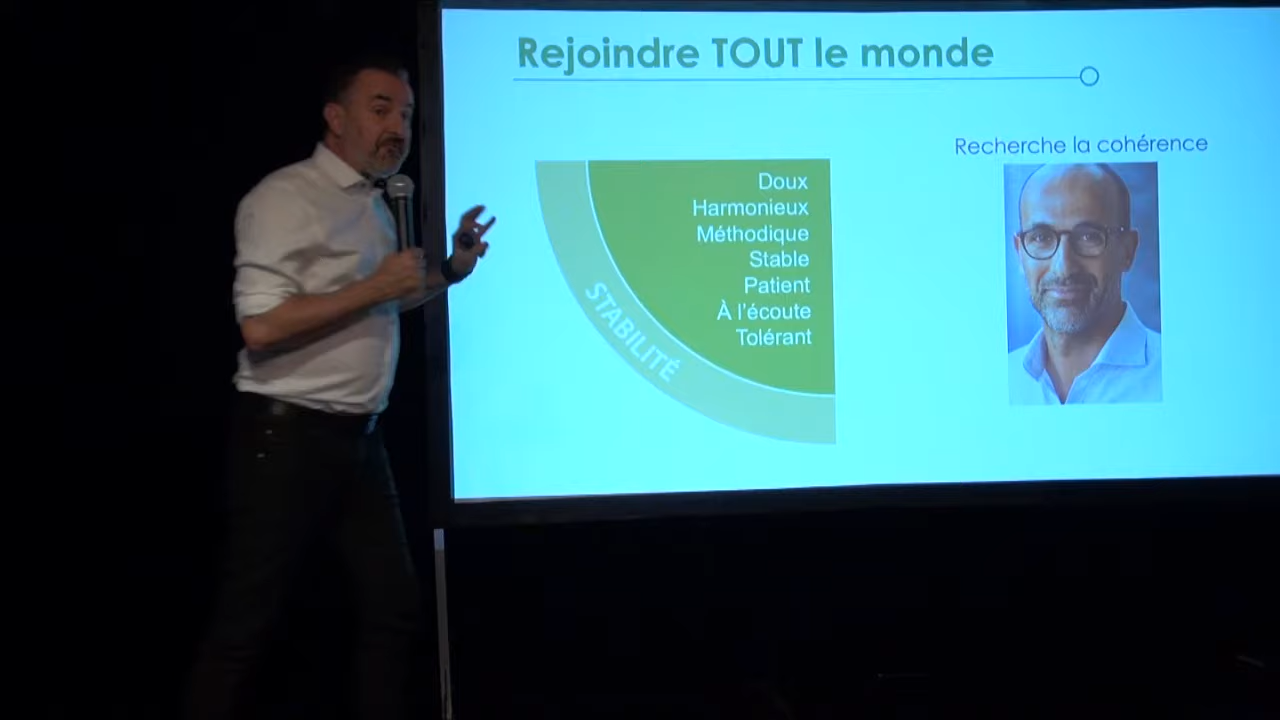 Rejoindre TOUT le monde
Recherche la cohérence
Doux
Harmonieux
Méthodique
Stable
Patient
À l'écoute
Tolérant
STABILITÉ